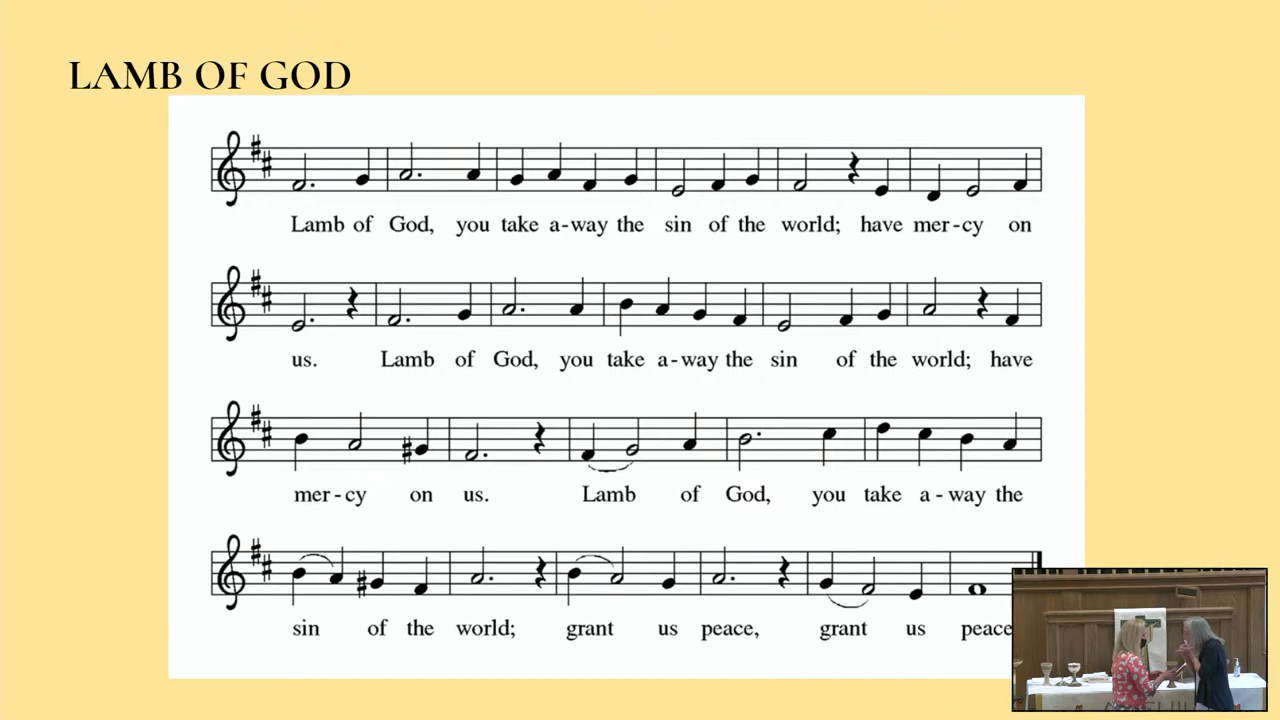 LAMB OF GOD
Lamb of God, you take a-way the sin of the world; have mer-cy on
us. Lamb of God, you take a-way the sin of the world; have
mer-cy on us. Lamb of God, you take a-way the
sin of the world; grant us peace, grant us peace